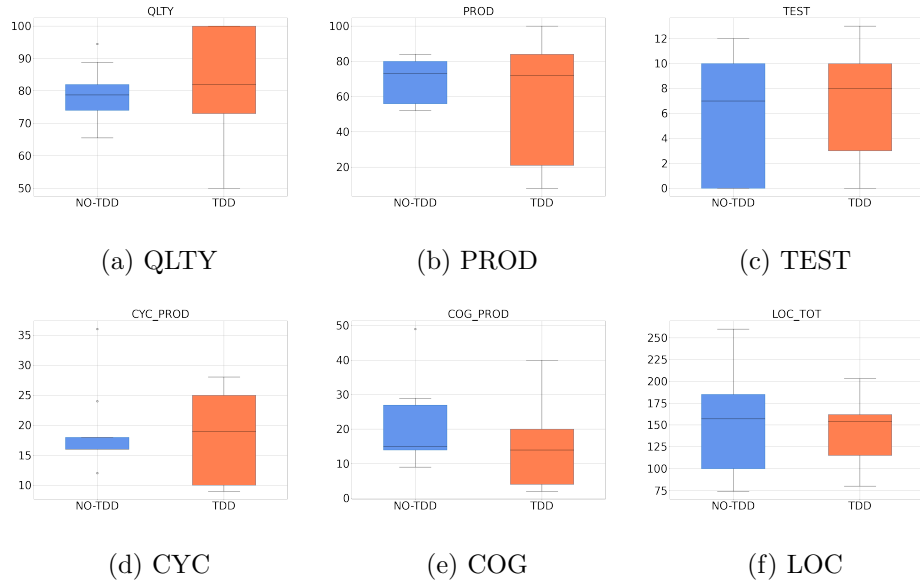 QLTY
PROD
TEST
100
90
80
70
60
50
NO-TDD
TDD
100
80
60
40
20
NO-TDD
TDD
12
10
8
6
4
2
0
NO-TDD
TDD
(a) QLTY
(b) PROD
(c) TEST
CYC_PROD
COG_PROD
LOC_TOT
35
30
25
20
15
10
NO-TDD
TDD
50
40
30
20
10
0
NO-TDD
TDD
250
225
200
175
150
125
100
75
NO-TDD
TDD
(d) CYC
(e) COG
(f) LOC